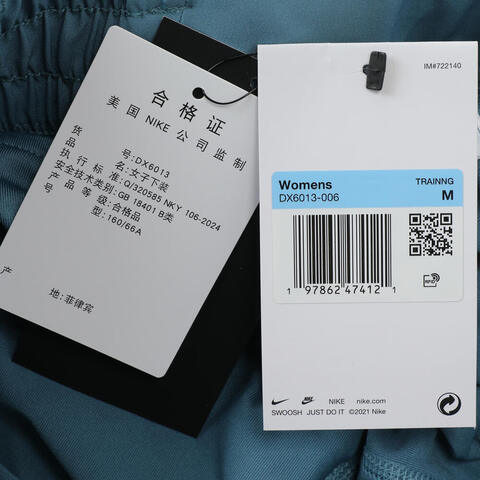 合格证
美国 NIKE 公司监制
货 号:DX6013
品 名:女子下装
执行标准:Q/320585 NKY 106-2024
安全技术类别:GB 18401 B类
产品等级:合格品
号 型:160/66A
产 地:菲律宾
IM#722140
Womens TRAINNG
DX6013-006 M
1 97862 47412 1
RFID
NIKE nike.com
SWOOSH JUST DO IT ©2021 Nike